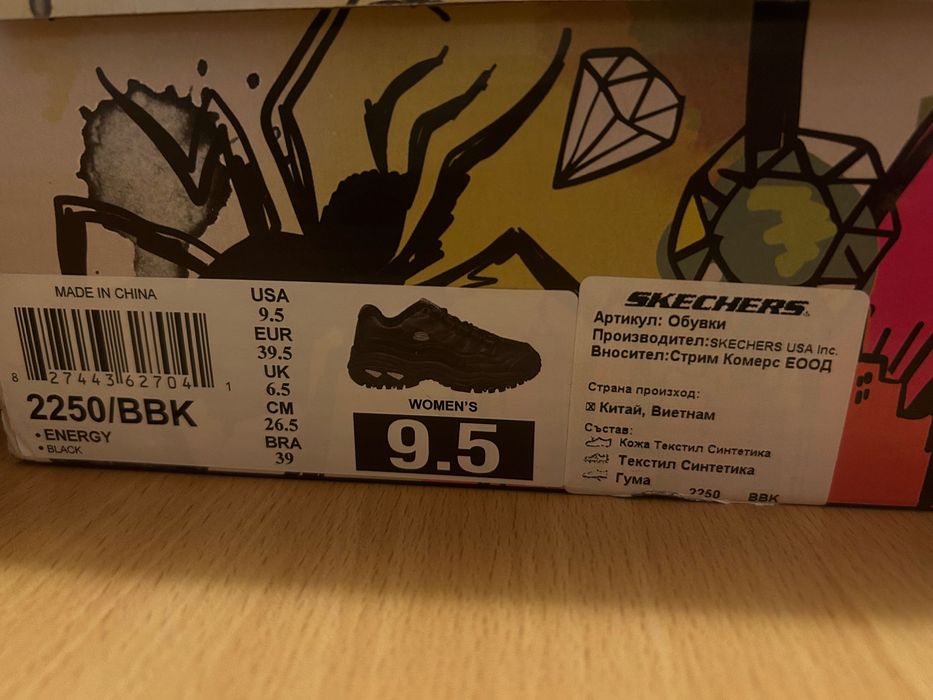 MADE IN CHINA
8 27443 62704 1
2250/BBK
• ENERGY
• BLACK
USA
9.5
EUR
39.5
UK
6.5
CM
26.5
BRA
39
WOMEN'S
9.5
SKECHERS
Артикул: Обувки
Производител:SKECHERS USA Inc.
Вносител:Стрим Комерс ЕООД
Страна произход:
☒ Китай, Виетнам
Състав:
Кожа Текстил Синтетика
Текстил Синтетика
Гума
2250 BBK